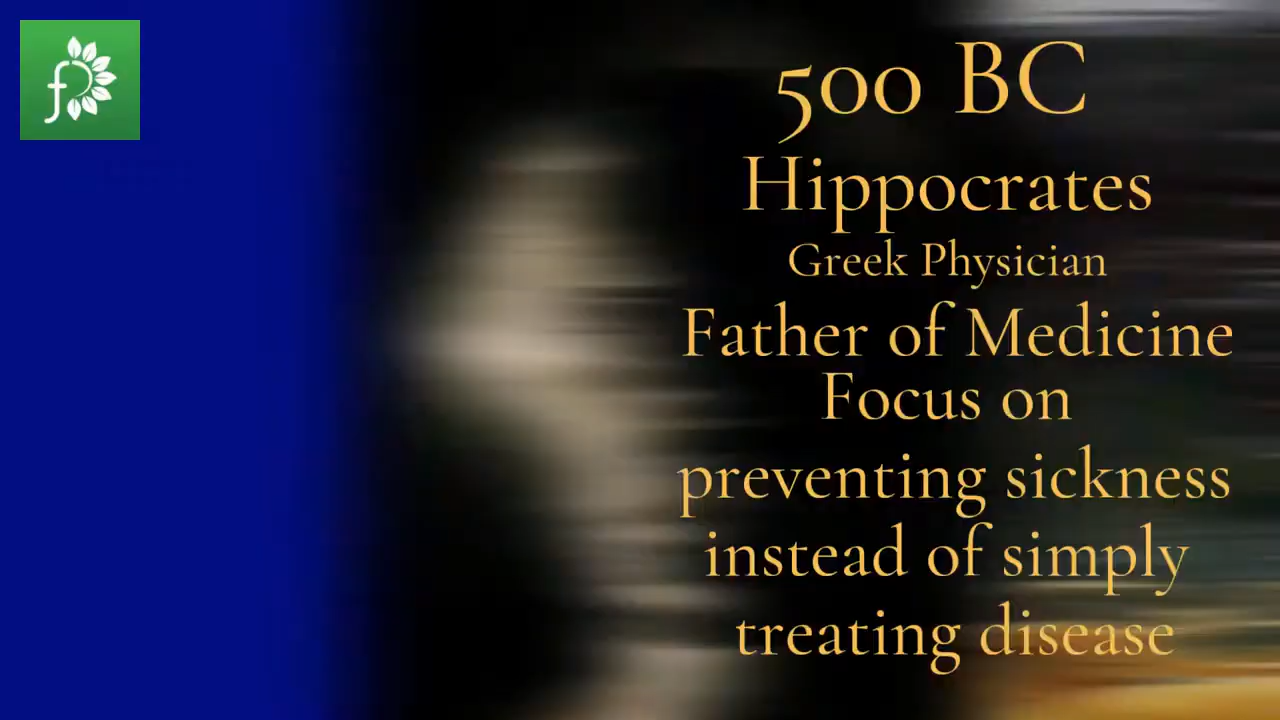 500 BC
Hippocrates
Greek Physician
Father of Medicine
Focus on
preventing sickness
instead of simply
treating disease